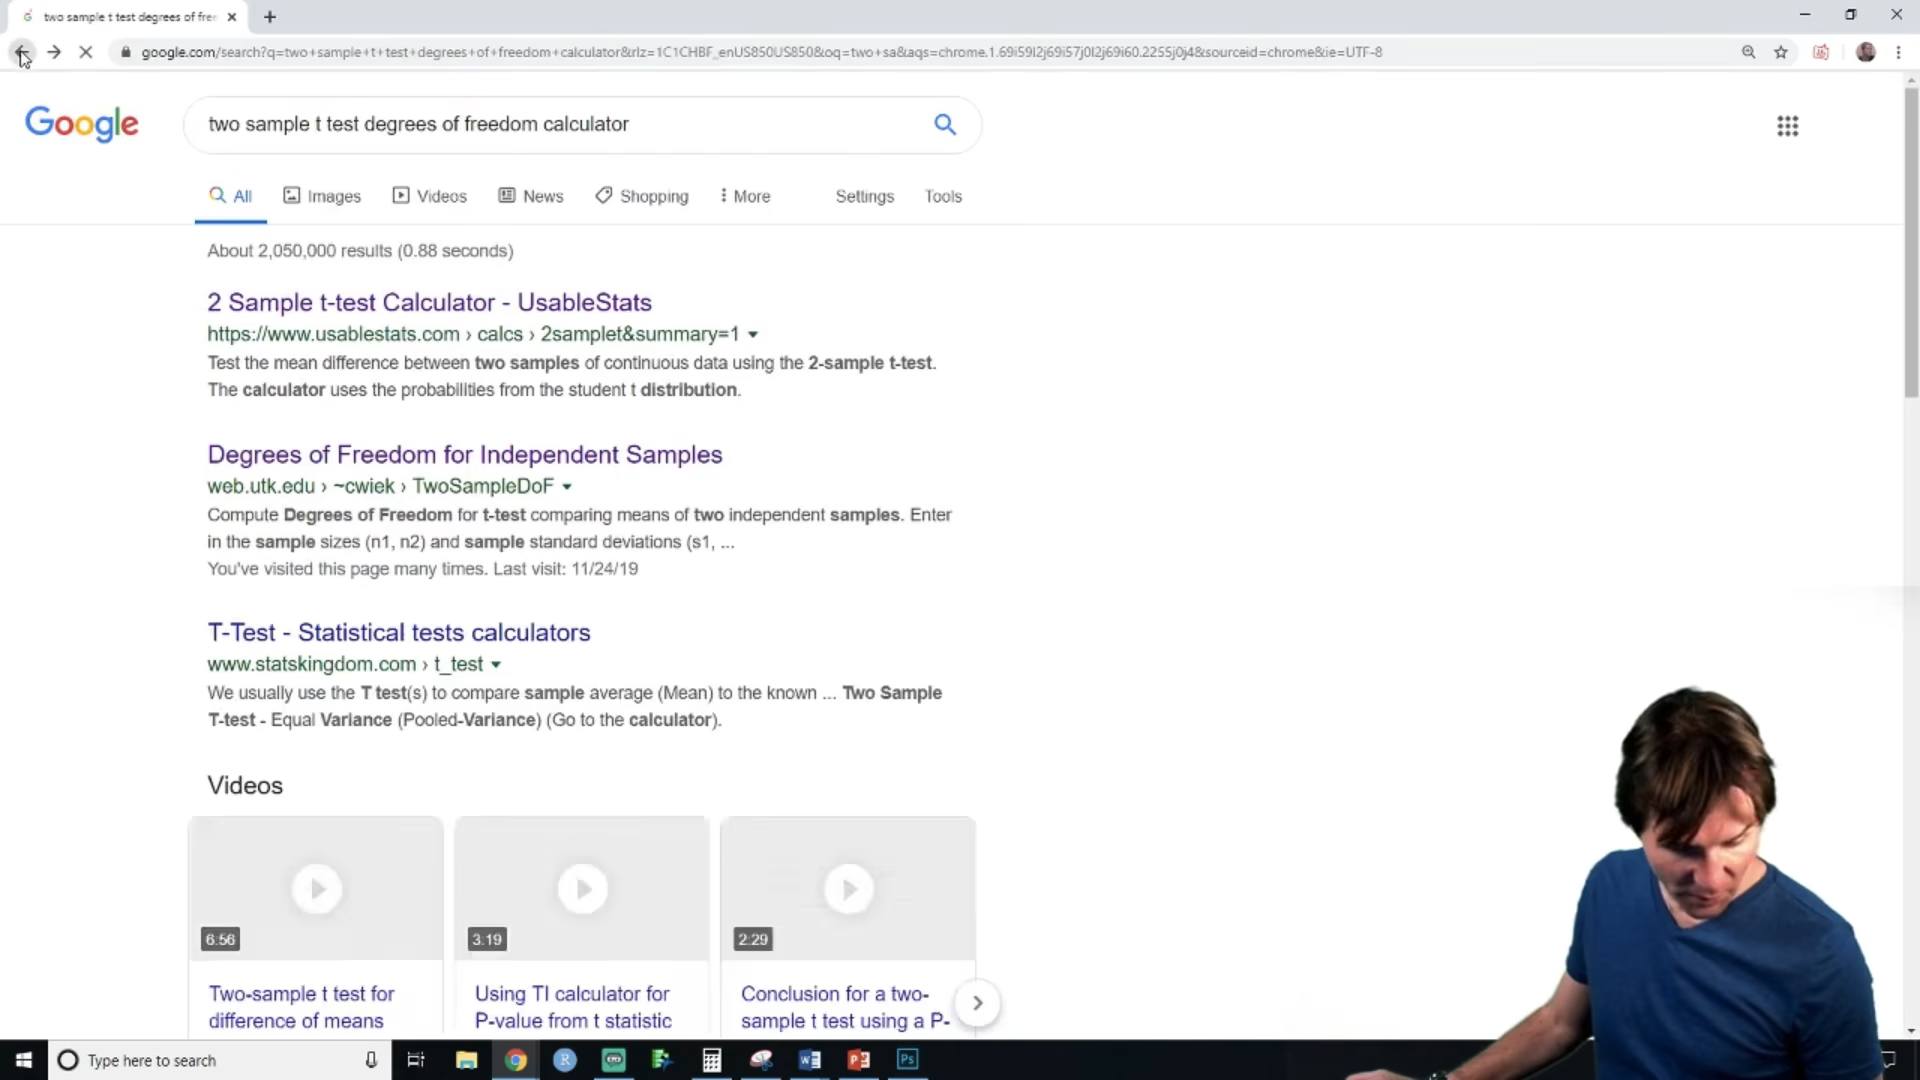 two sample t test degrees of free
google.com/search?q=two+sample+t+test+degrees+of+freedom+calculator&rlz=1C1CHBF_enUS850US850&oq=two+sa&aqs=chrome.1.69i59l2j69i57j0l2j69i60.2255j0j4&sourceid=chrome&ie=UTF-8
Google
two sample t test degrees of freedom calculator
All Images Videos News Shopping More Settings Tools
About 2,050,000 results (0.88 seconds)
2 Sample t-test Calculator - UsableStats
https://www.usablestats.com › calcs › 2samplet&summary=1
Test the mean difference between two samples of continuous data using the 2-sample t-test.
The calculator uses the probabilities from the student t distribution.
Degrees of Freedom for Independent Samples
web.utk.edu › ~cwiek › TwoSampleDoF
Compute Degrees of Freedom for t-test comparing means of two independent samples. Enter
in the sample sizes (n1, n2) and sample standard deviations (s1, ...
You've visited this page many times. Last visit: 11/24/19
T-Test - Statistical tests calculators
www.statskingdom.com › t_test
We usually use the T test(s) to compare sample average (Mean) to the known ... Two Sample
T-test - Equal Variance (Pooled-Variance) (Go to the calculator).
Videos
6:56
3:19
2:29
Two-sample t test for
difference of means
Using TI calculator for
P-value from t statistic
Conclusion for a two-
sample t test using a P-
Type here to search